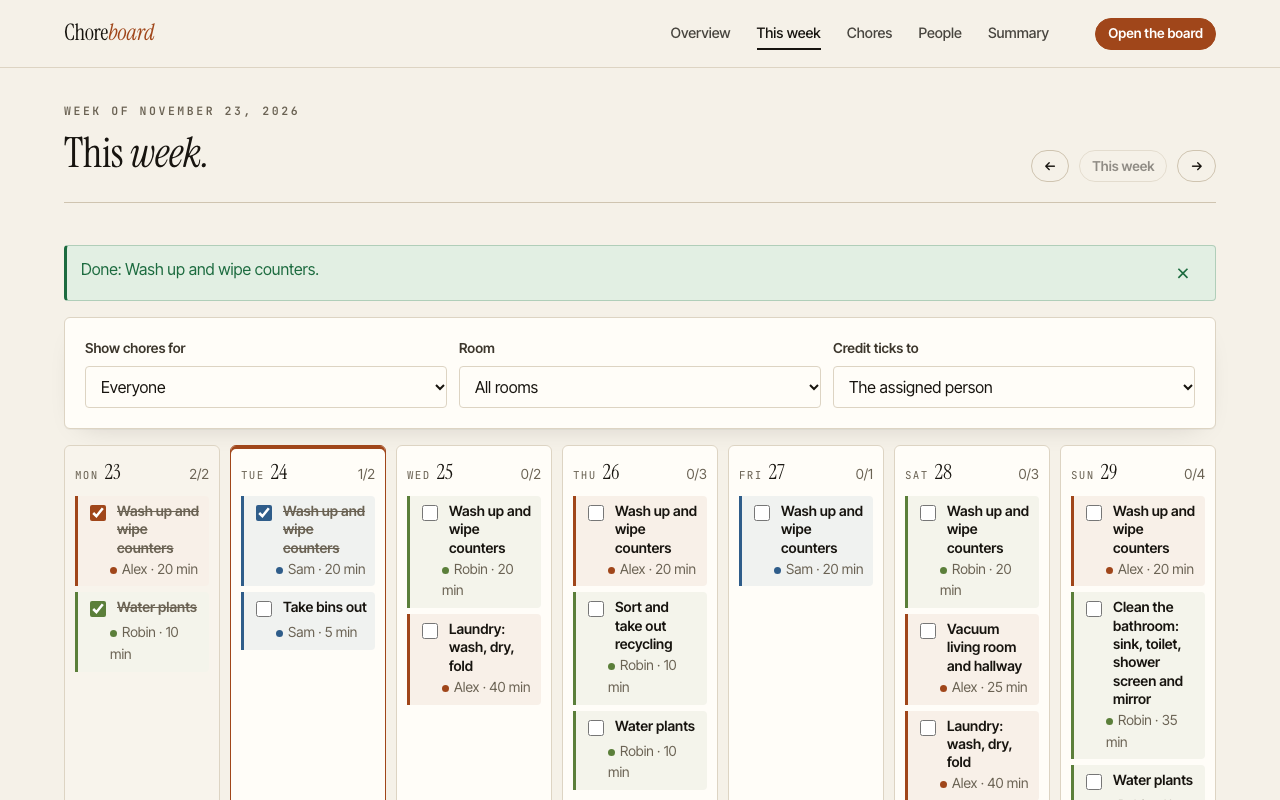 Choreboard
Overview
This week
Chores
People
Summary
Open the board
WEEK OF NOVEMBER 23, 2026
This week.
←
This week
→
Done: Wash up and wipe counters.
×
Show chores for
Room
Credit ticks to
Everyone
All rooms
The assigned person
MON 23 2/2
Wash up and
wipe
counters
Alex · 20 min
Water plants
Robin · 10
min
TUE 24 1/2
Wash up and
wipe
counters
Sam · 20 min
Take bins out
Sam · 5 min
WED 25 0/2
Wash up and
wipe
counters
Robin · 20
min
Laundry:
wash, dry,
fold
Alex · 40 min
THU 26 0/3
Wash up and
wipe
counters
Alex · 20 min
Sort and
take out
recycling
Robin · 10
min
Water plants
Robin · 10
min
FRI 27 0/1
Wash up and
wipe
counters
Sam · 20 min
SAT 28 0/3
Wash up and
wipe
counters
Robin · 20
min
Vacuum
living room
and hallway
Alex · 25 min
Laundry:
wash, dry,
fold
Alex · 40 min
SUN 29 0/4
Wash up and
wipe
counters
Alex · 20 min
Clean the
bathroom:
sink, toilet,
shower
screen and
mirror
Robin · 35
min
Water plants